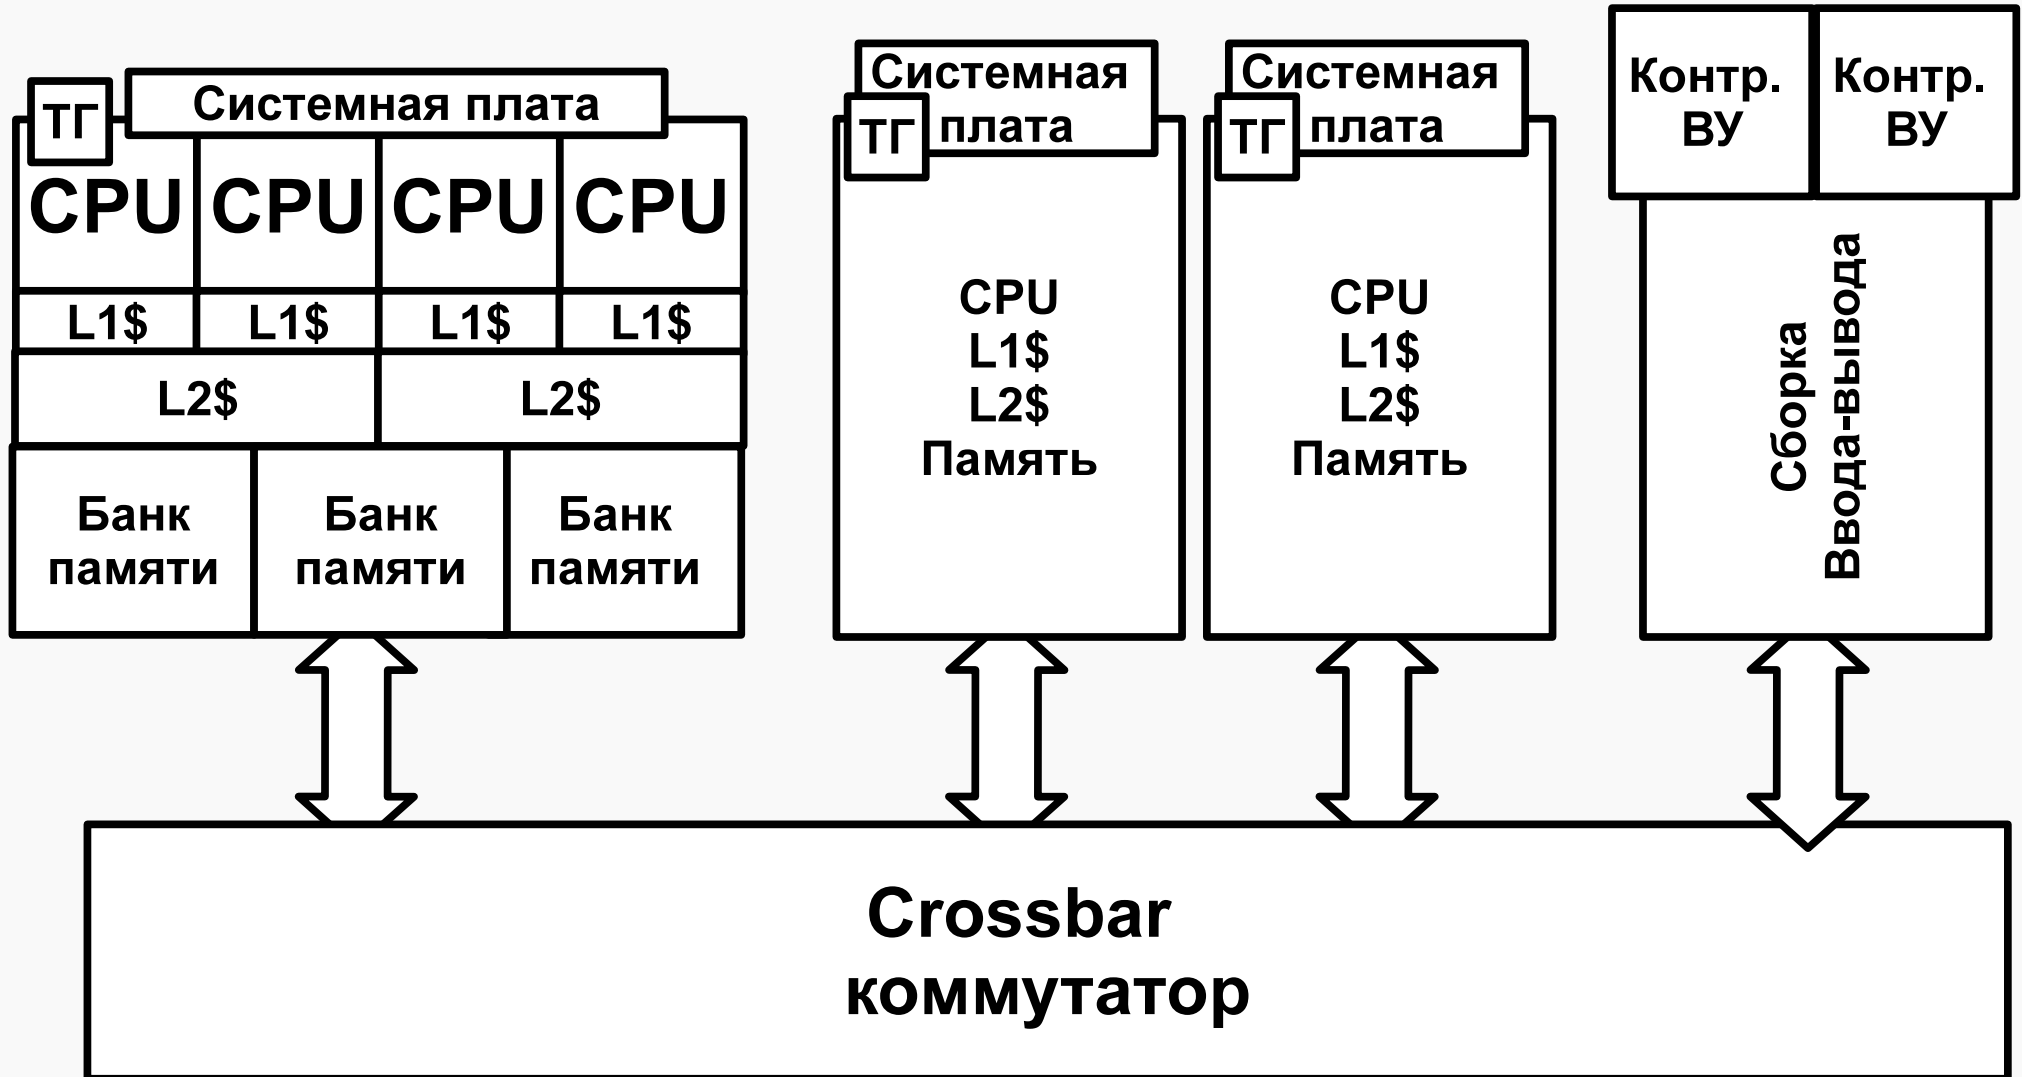 ТГ
Системная плата
CPU CPU CPU CPU
L1$ L1$ L1$ L1$
L2$ L2$
Банк Банк Банк
памяти памяти памяти
Системная
плата
ТГ
CPU
L1$
L2$
Память
Системная
плата
ТГ
CPU
L1$
L2$
Память
Контр. Контр.
ВУ ВУ
Сборка
Ввода-вывода
Crossbar
коммутатор